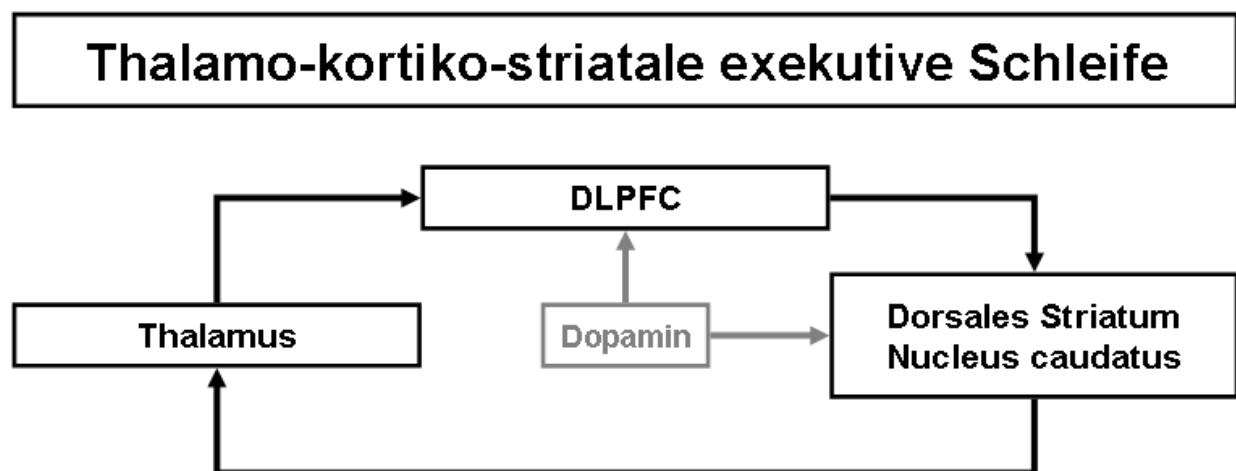 Thalamo-kortiko-striatale exekutive Schleife
DLPFC
Thalamus
Dopamin
Dorsales Striatum
Nucleus caudatus